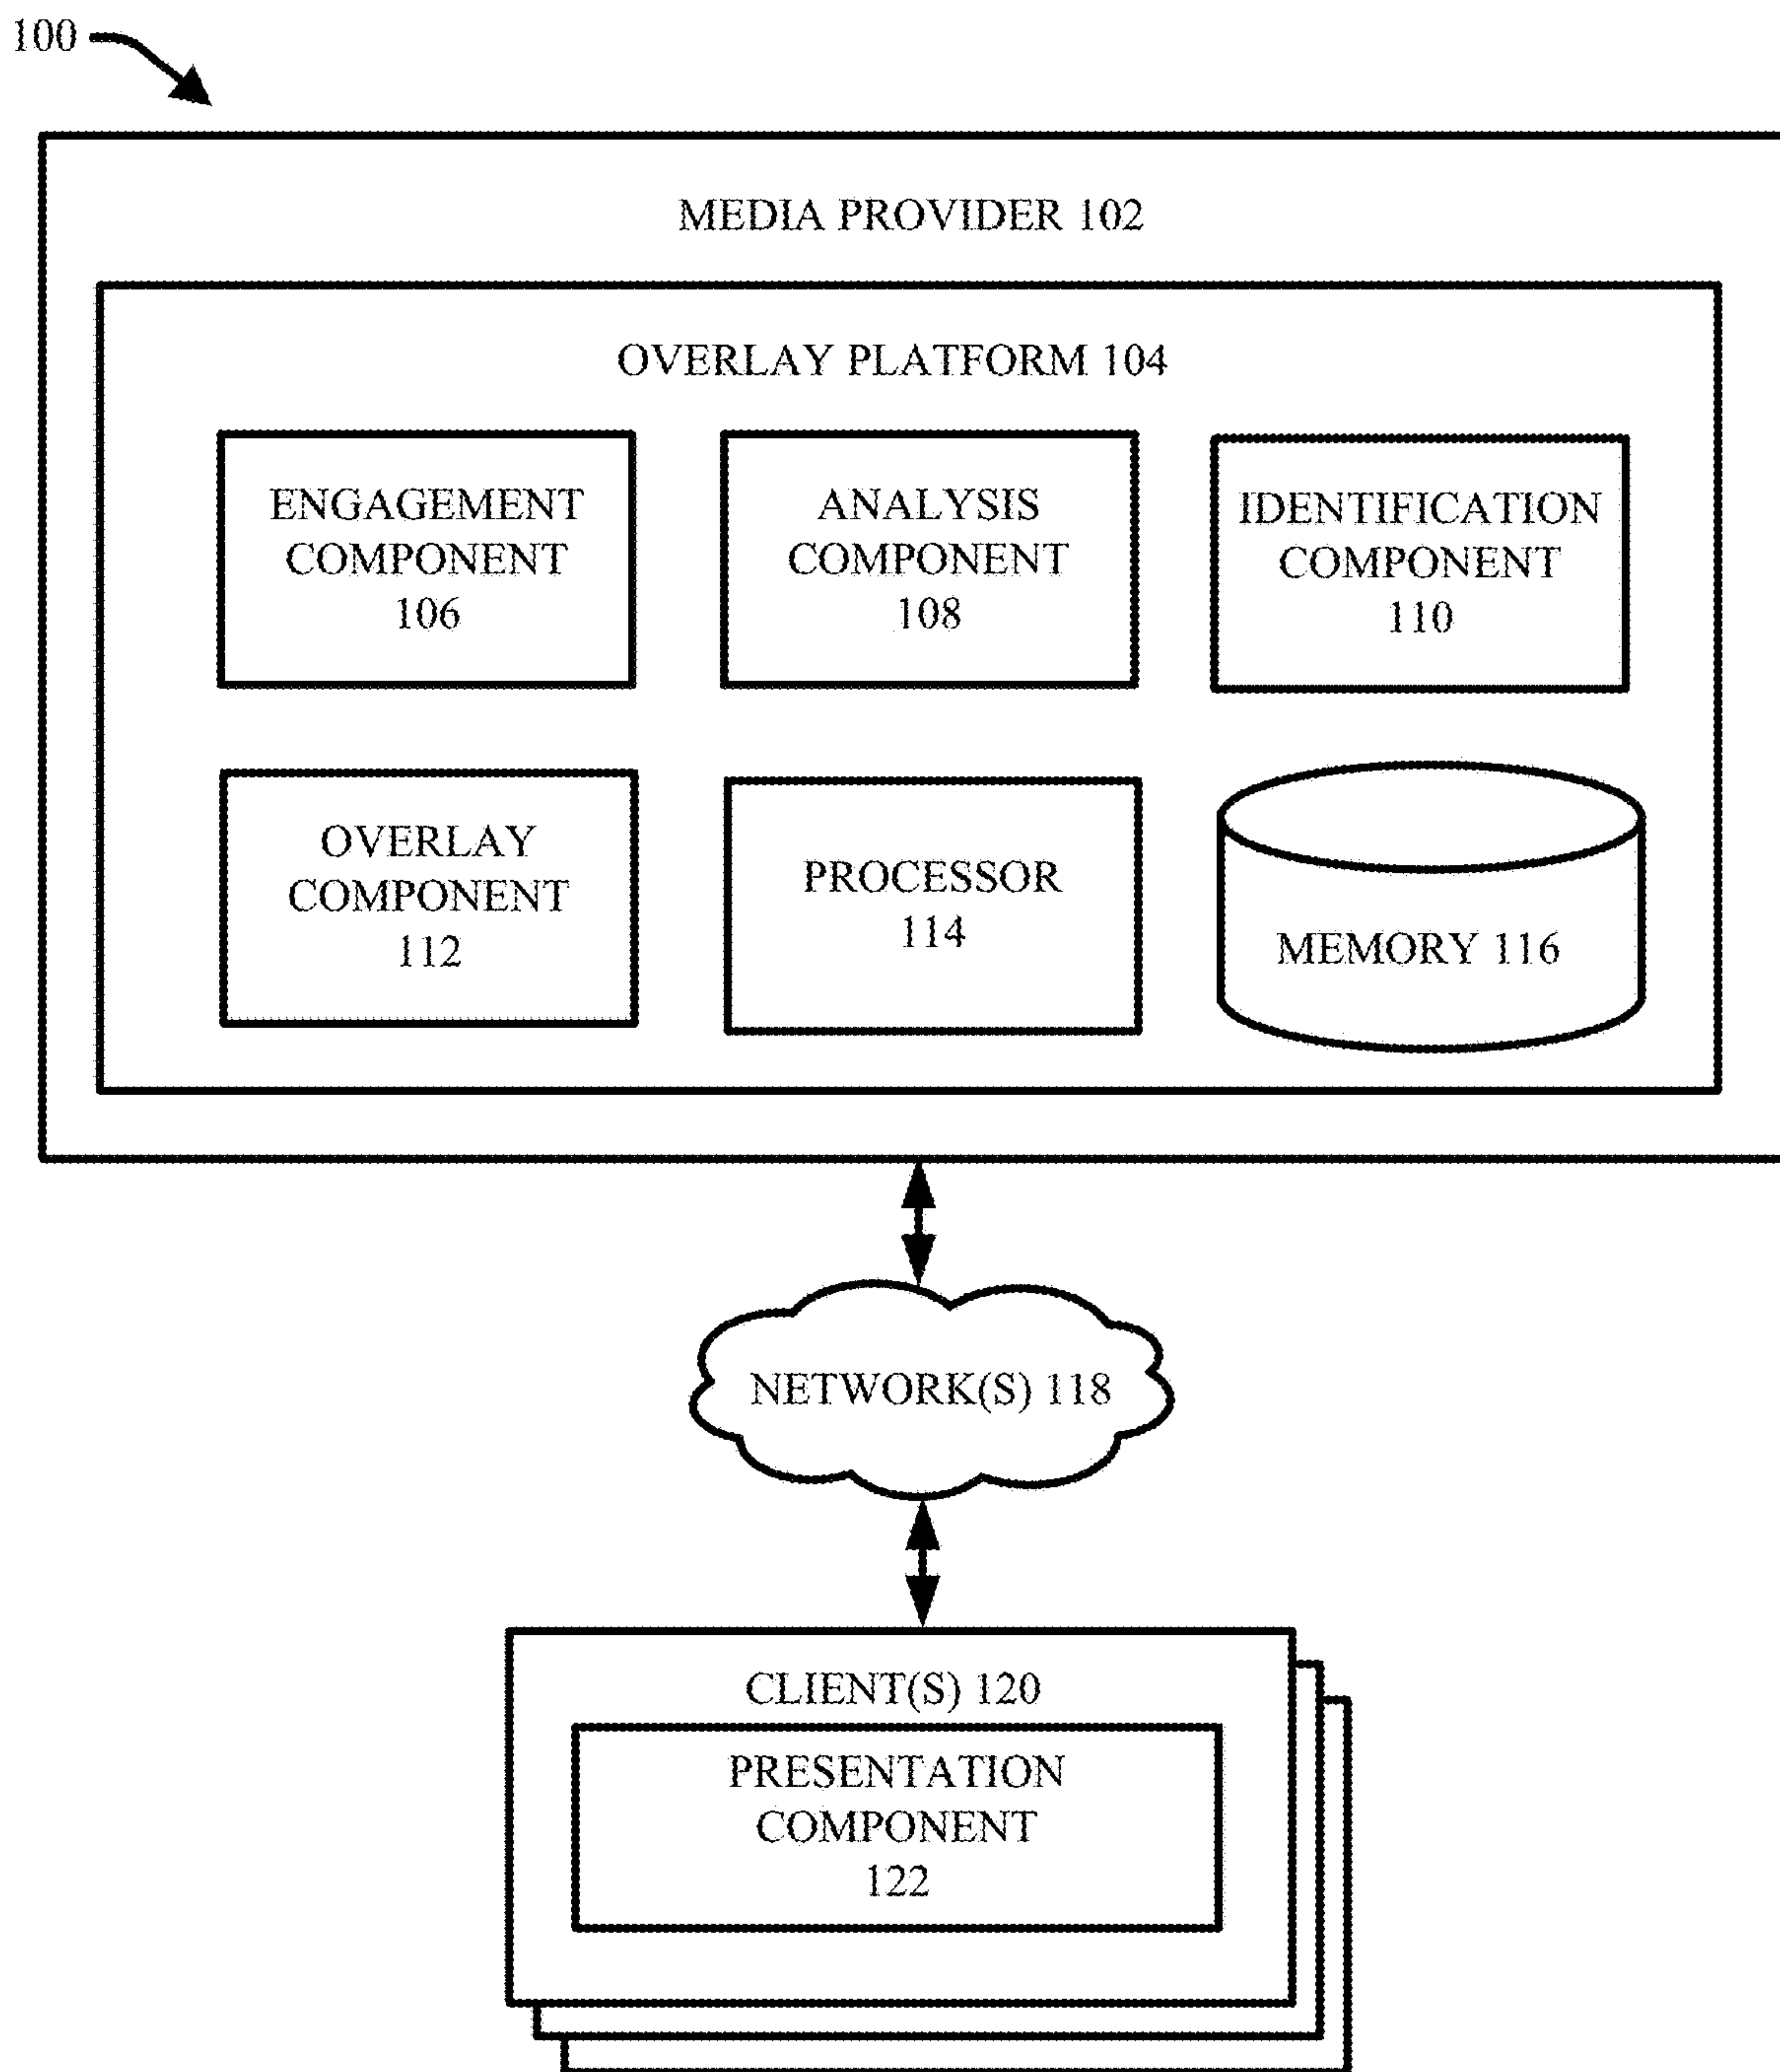 100
MEDIA PROVIDER 102
OVERLAY PLATFORM 104
ENGAGEMENT
COMPONENT
106
ANALYSIS
COMPONENT
108
IDENTIFICATION
COMPONENT
110
OVERLAY
COMPONENT
112
PROCESSOR
114
MEMORY 116
NETWORK(S) 118
CLIENT(S) 120
PRESENTATION
COMPONENT
122